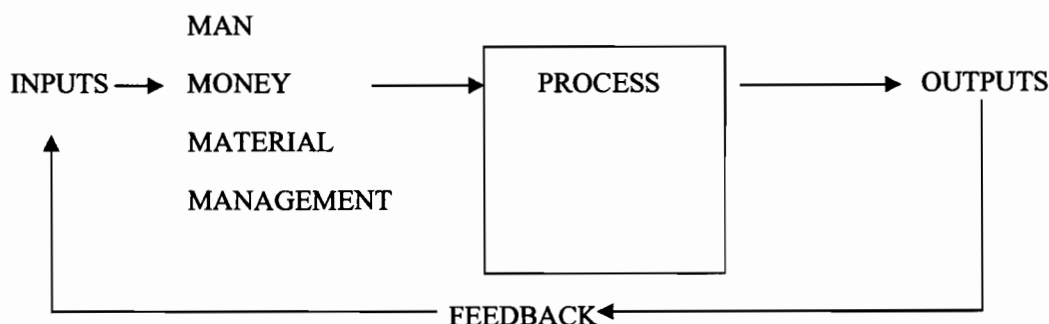 MAN
INPUTS MONEY PROCESS OUTPUTS
MATERIAL
MANAGEMENT
FEEDBACK